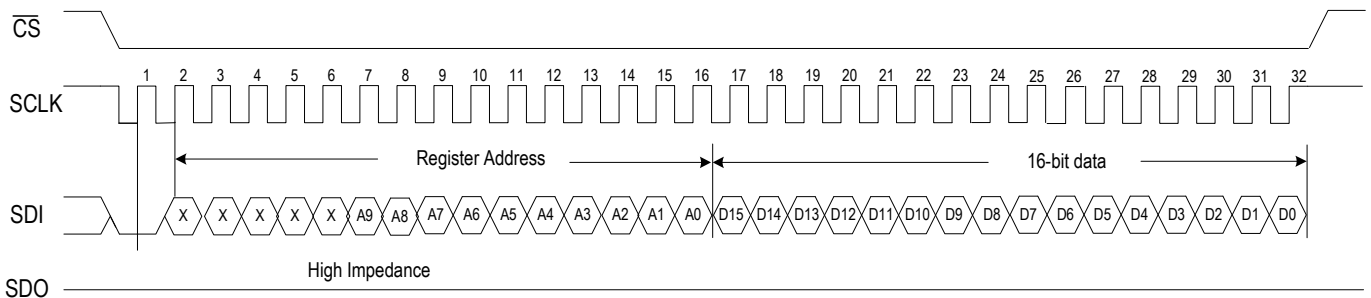 CS
1 2 3 4 5 6 7 8 9 10 11 12 13 14 15 16 17 18 19 20 21 22 23 24 25 26 27 28 29 30 31 32
SCLK
Register Address 16-bit data
SDI X X X X X A9 A8 A7 A6 A5 A4 A3 A2 A1 A0 D15 D14 D13 D12 D11 D10 D9 D8 D7 D6 D5 D4 D3 D2 D1 D0
High Impedance
SDO